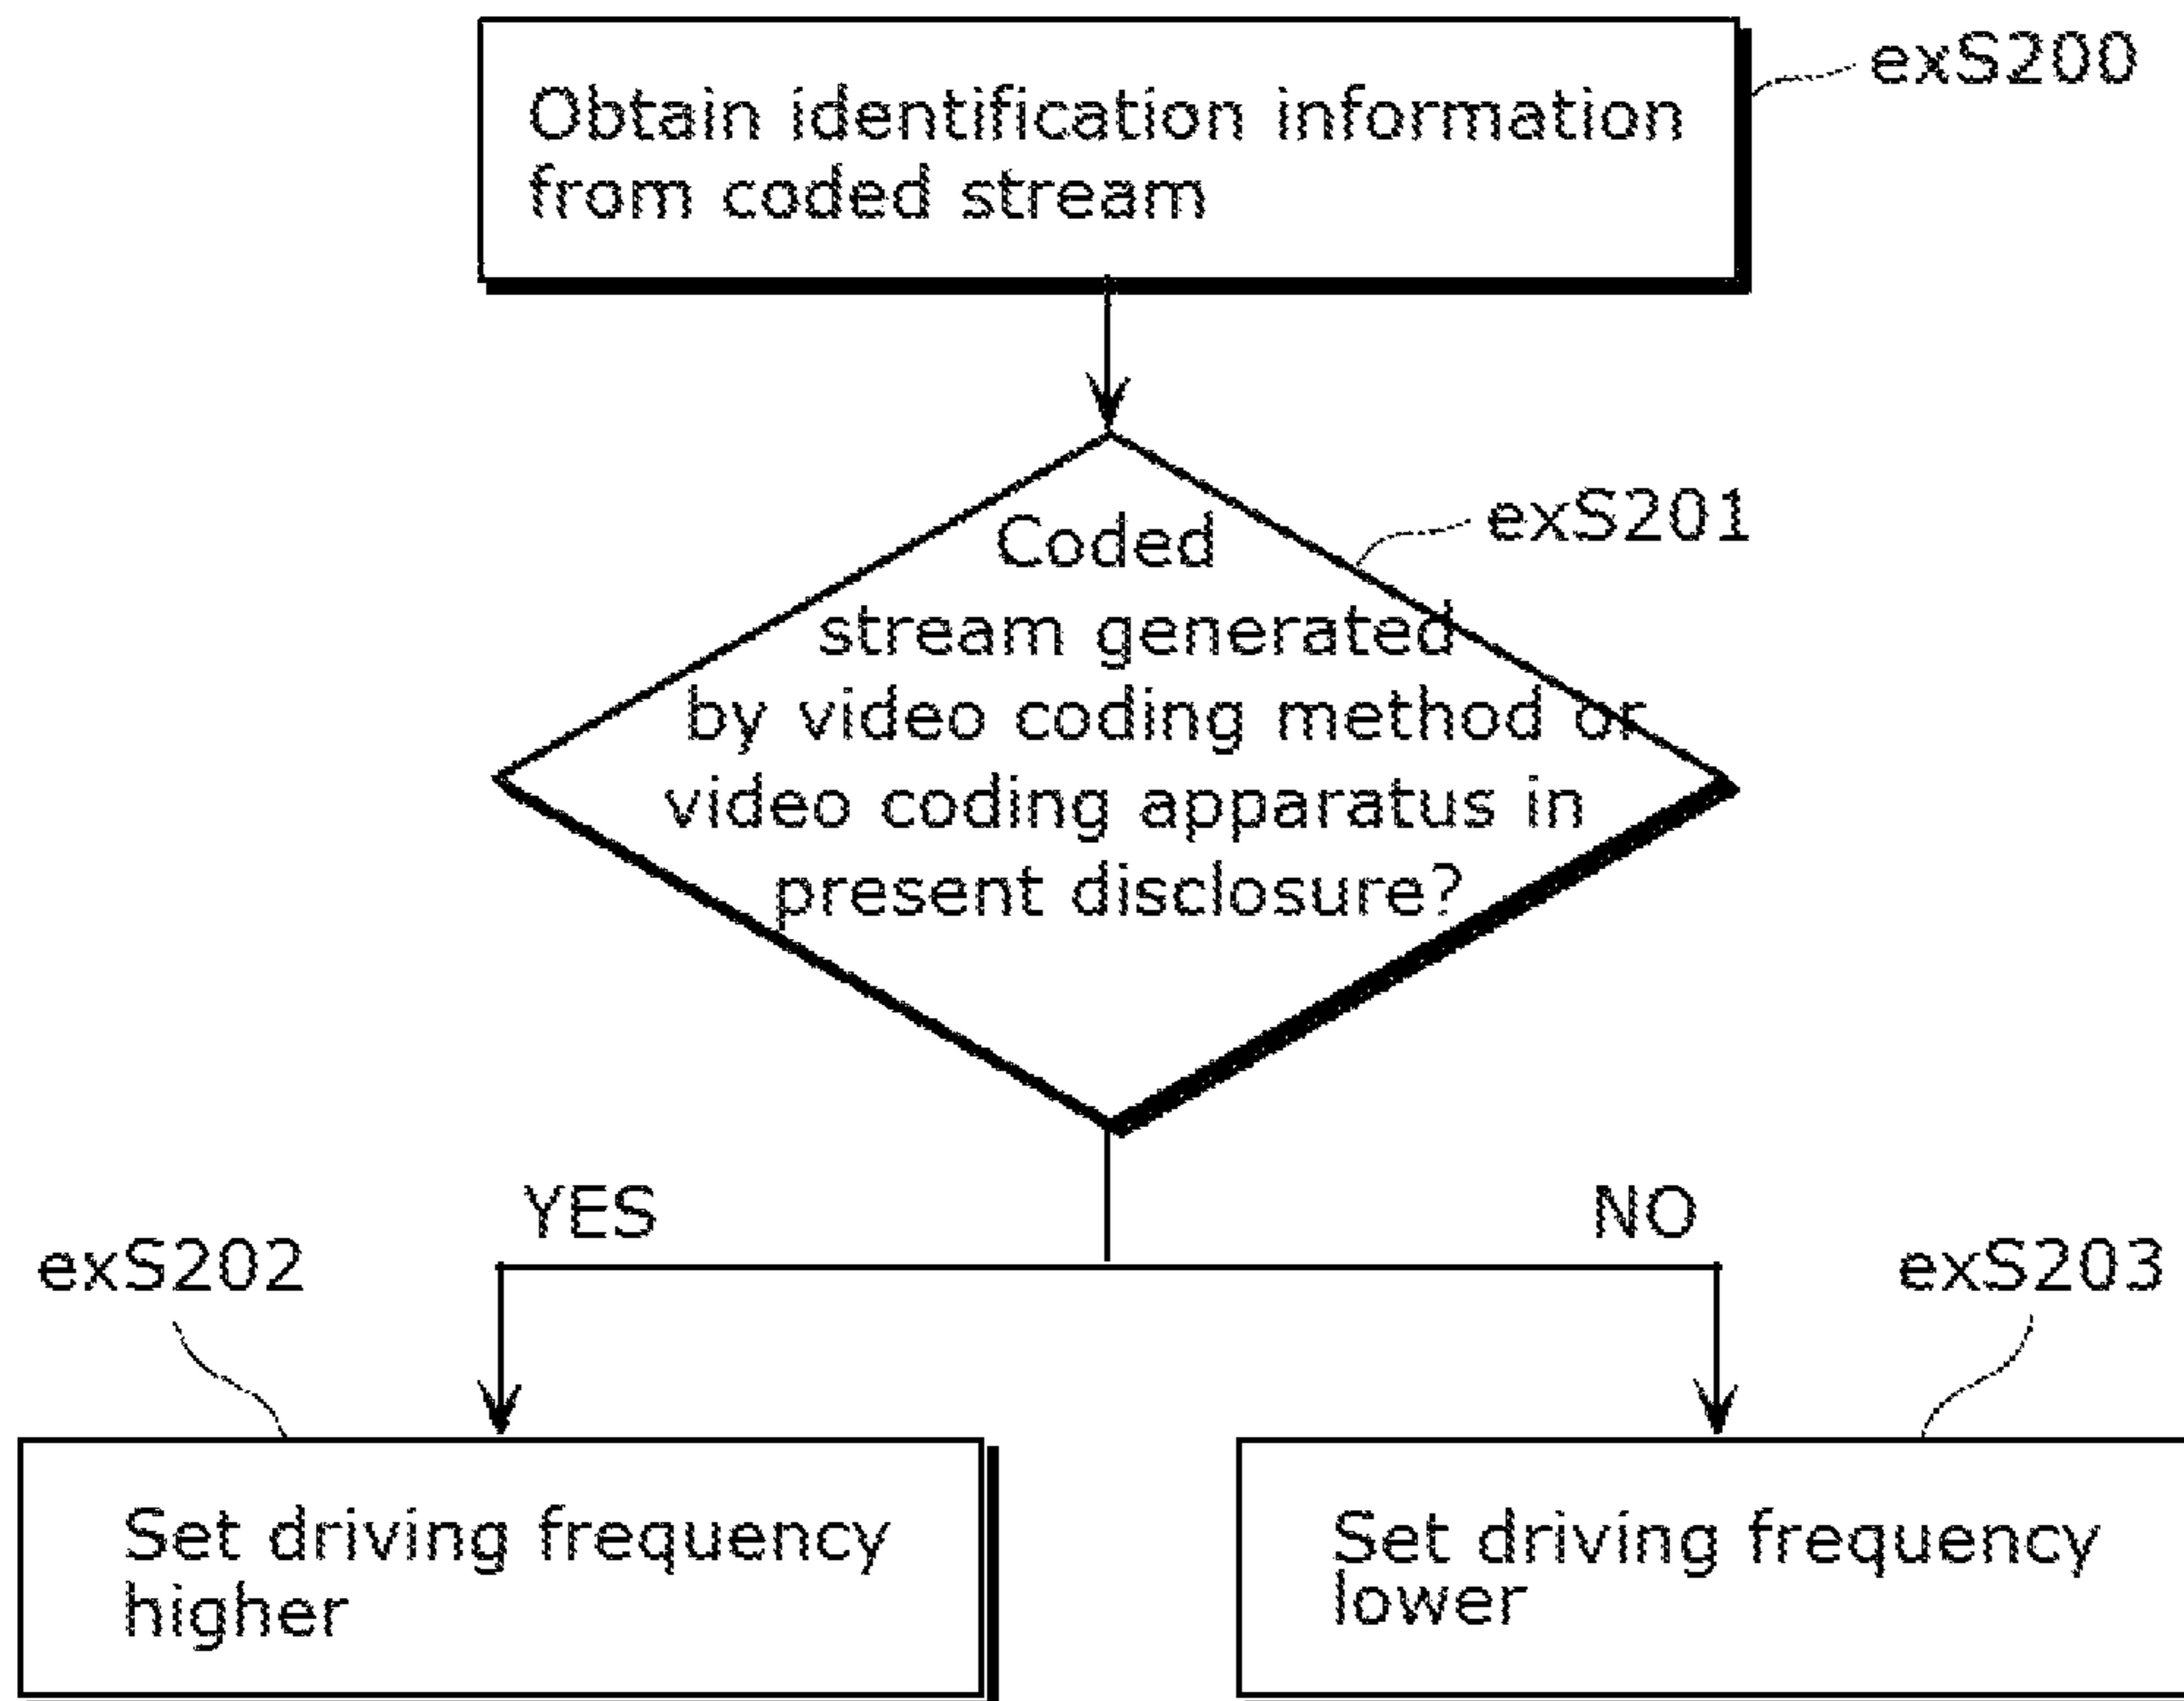 Obtain identification information
from coded stream
exS200
Coded
stream generated
by video coding method or
video coding apparatus in
present disclosure?
exS201
YES
NO
exS202
exS203
Set driving frequency
higher
Set driving frequency
lower